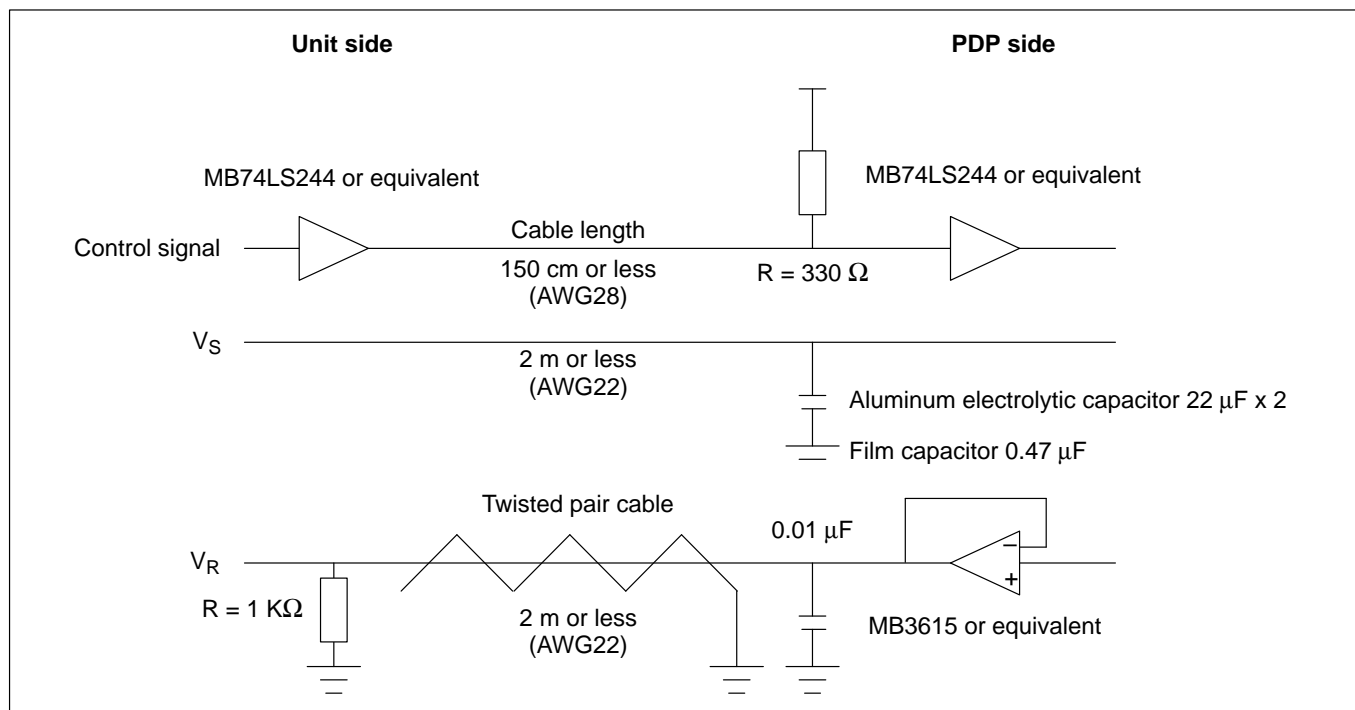 Unit side
PDP side
MB74LS244 or equivalent
MB74LS244 or equivalent
Control signal
Cable length
150 cm or less
(AWG28)
R = 330 Ω
VS
2 m or less
(AWG22)
Aluminum electrolytic capacitor 22 μF x 2
Film capacitor 0.47 μF
Twisted pair cable
0.01 μF
VR
R = 1 KΩ
2 m or less
(AWG22)
−
+
MB3615 or equivalent